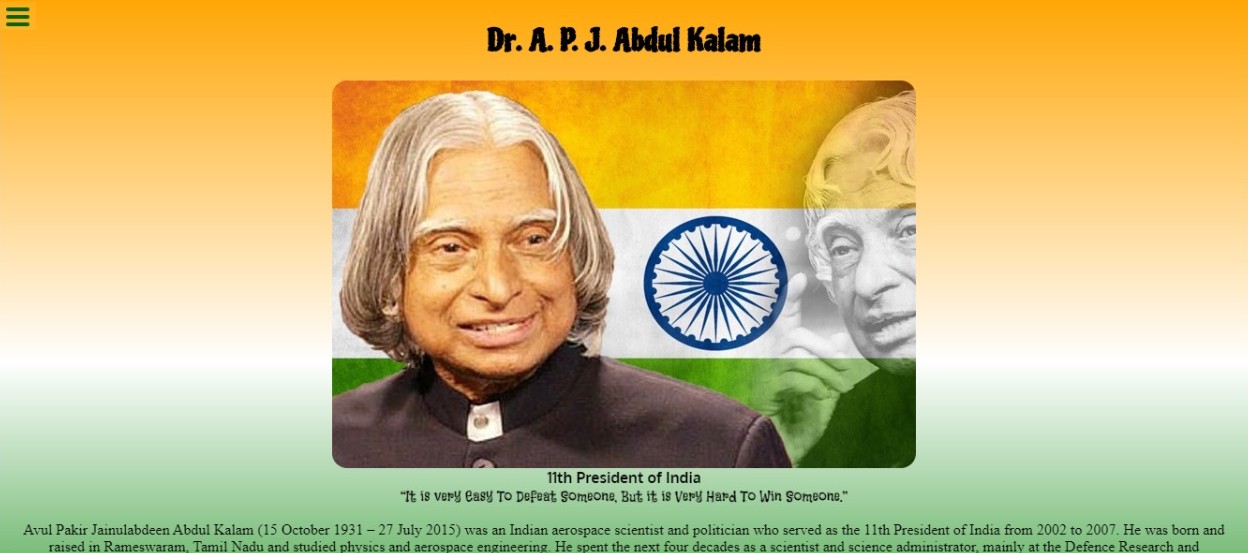 Dr. A. P. J. Abdul Kalam
11th President of India
“It is very Easy To Defeat Someone, But it is Very Hard To Win Someone.”
Avul Pakir Jainulabdeen Abdul Kalam (15 October 1931 – 27 July 2015) was an Indian aerospace scientist and politician who served as the 11th President of India from 2002 to 2007. He was born and
raised in Rameswaram, Tamil Nadu and studied physics and aerospace engineering. He spent the next four decades as a scientist and science administrator, mainly at the Defence Research and